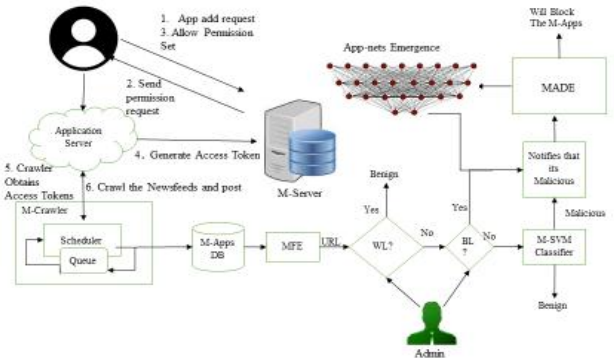 1. App add request
3. Allow Permission
Set
Will Block
The M-Apps
App-nets Emergence
2. Send
permission
request
MADE
Application
Server
4. Generate Access Token
M-Server
5. Crawler
Obtains
Access Tokens
6. Crawl the Newsfeeds and post
Benign
Notifies that
its
Malicious
M-Crawler
Yes
Yes
Malicious
Scheduler
Queue
M-Apps
DB
MFE
URL
WL?
No
BL
?
No
M-SVM
Classifier
Benign
Admin